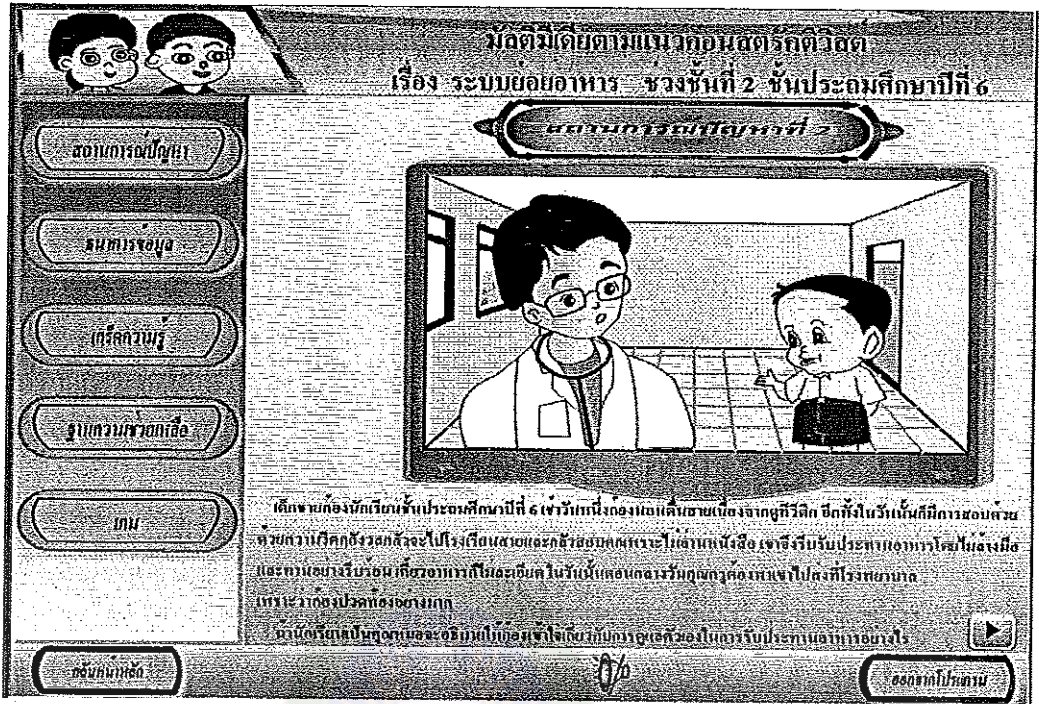 มัลติมีเดียตามแนวคอนสตรัคติวิสต์
เรื่อง ระบบย่อยอาหาร ช่วงชั้นที่ 2 ชั้นประถมศึกษาปีที่ 6
สถานการณ์ปัญหาที่ 2
สถานการณ์ปัญหา
ธนาคารข้อมูล
เกร็ดความรู้
ฐานความช่วยเหลือ
เกม
เด็กชายก้องนักเรียนชั้นประถมศึกษาปีที่ 6 เช้าวันหนึ่งก้องนอนตื่นสายเนื่องจากดูทีวีดึก อีกทั้งในวันนั้นก็มีการสอบด้วย
ด้วยความวิตกกังวลกลัวจะไปโรงเรียนสายและกลัวสอบตกเพราะไม่อ่านหนังสือ เขาจึงรีบรับประทานอาหารโดยไม่ล้างมือ
และทานอย่างรีบร้อน เคี้ยวอาหารก็ไม่ละเอียด ในวันนั้นตอนกลางวันคุณครูต้องพาเขาไปส่งที่โรงพยาบาล
เพราะว่าก้องปวดท้องอย่างมาก
ถ้านักเรียนเป็นคุณหมอจะอธิบายให้ก้องเข้าใจเกี่ยวกับการดูแลตัวเองในการรับประทานอาหารอย่างไร
กลับหน้าหลัก
ออกจากโปรแกรม